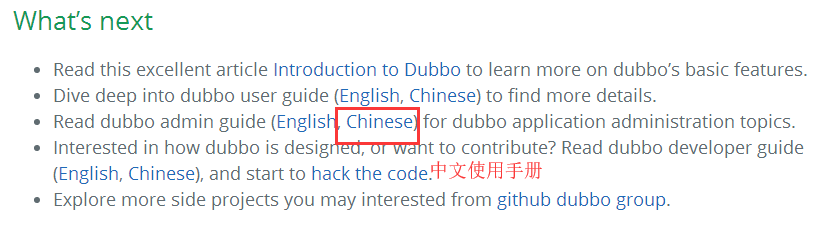 What's next
Read this excellent article Introduction to Dubbo to learn more on dubbo's basic features.
Dive deep into dubbo user guide (English, Chinese) to find more details.
Read dubbo admin guide (English, Chinese) for dubbo application administration topics.
Interested in how dubbo is designed, or want to contribute? Read dubbo developer guide
(English, Chinese), and start to hack the code.中文使用手册
Explore more side projects you may interested from github dubbo group.